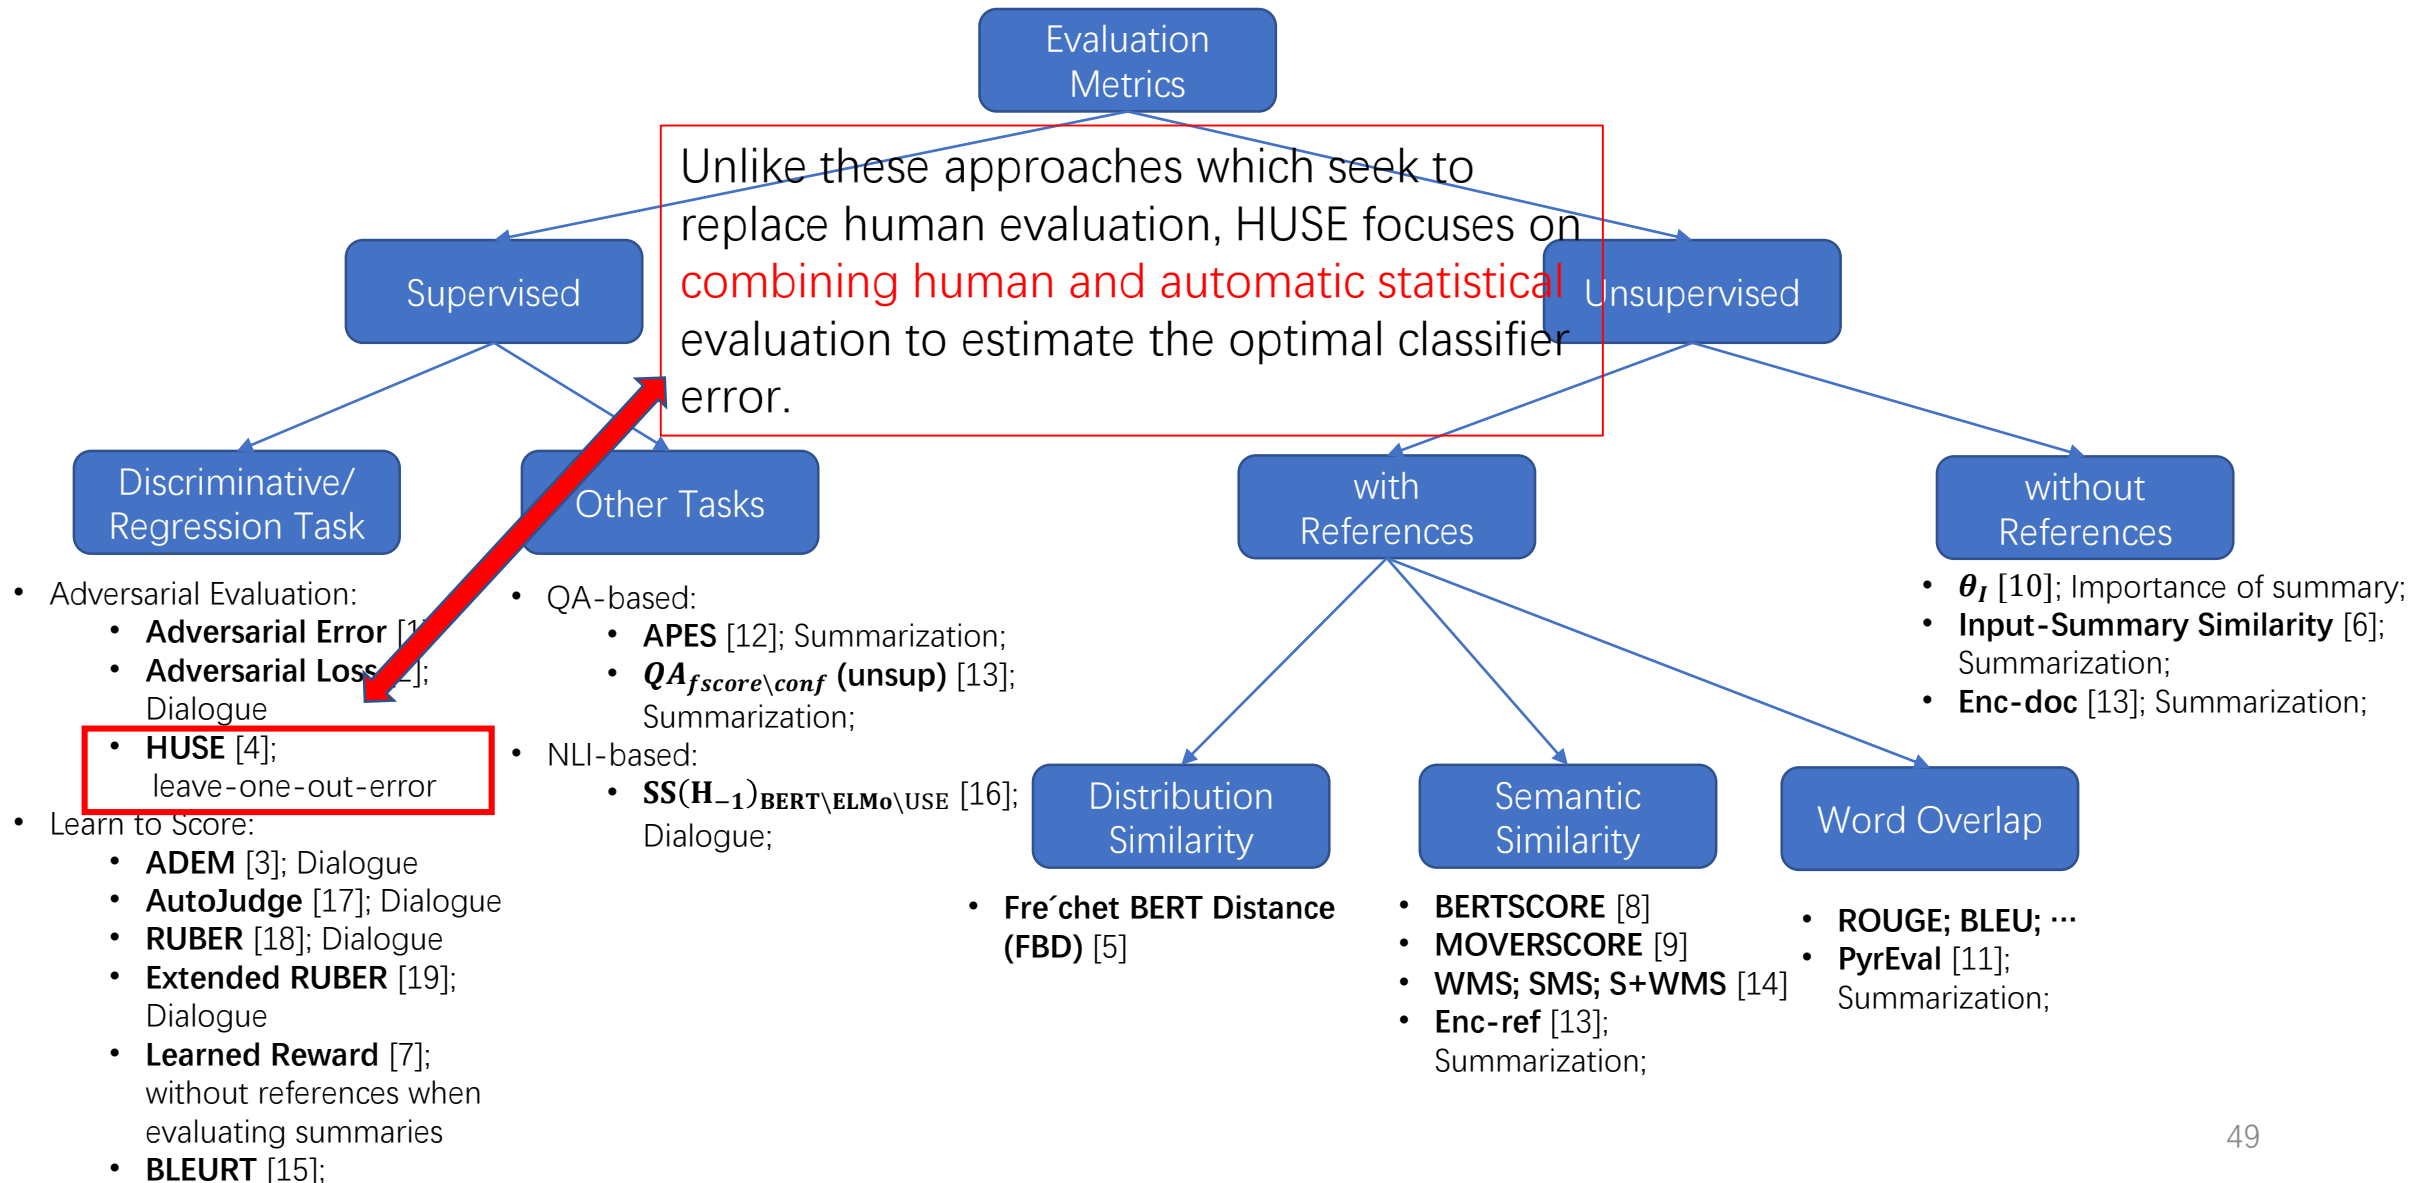 Evaluation
Metrics
Unlike these approaches which seek to
replace human evaluation, HUSE focuses on
combining human and automatic statistical
evaluation to estimate the optimal classifier
error.
Supervised
Unsupervised
Discriminative/
Regression Task
Other Tasks
with
References
without
References
• Adversarial Evaluation:
• Adversarial Error [1]
• Adversarial Loss [2];
Dialogue
• HUSE [4];
leave-one-out-error
• Learn to Score:
• ADEM [3]; Dialogue
• AutoJudge [17]; Dialogue
• RUBER [18]; Dialogue
• Extended RUBER [19];
Dialogue
• Learned Reward [7];
without references when
evaluating summaries
• BLEURT [15];
• QA-based:
• APES [12]; Summarization;
• QA_{fscore\conf} (unsup) [13];
Summarization;
• NLI-based:
• SS(H_{-1})_{BERT\ELMo\USE} [16];
Dialogue;
Distribution
Similarity
• Fre´chet BERT Distance
(FBD) [5]
Semantic
Similarity
• BERTSCORE [8]
• MOVERSCORE [9]
• WMS; SMS; S+WMS [14]
• Enc-ref [13];
Summarization;
Word Overlap
• ROUGE; BLEU; ···
• PyrEval [11];
Summarization;
• θ_I [10]; Importance of summary;
• Input-Summary Similarity [6];
Summarization;
• Enc-doc [13]; Summarization;
49